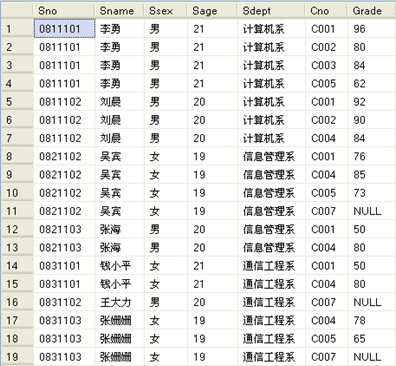 Sno Sname Ssex Sage Sdept Cno Grade
1 0811101 李勇 男 21 计算机系 C001 96
2 0811101 李勇 男 21 计算机系 C002 80
3 0811101 李勇 男 21 计算机系 C003 84
4 0811101 李勇 男 21 计算机系 C005 62
5 0811102 刘晨 男 20 计算机系 C001 92
6 0811102 刘晨 男 20 计算机系 C002 90
7 0811102 刘晨 男 20 计算机系 C004 84
8 0821102 吴宾 女 19 信息管理系 C001 76
9 0821102 吴宾 女 19 信息管理系 C004 85
10 0821102 吴宾 女 19 信息管理系 C005 73
11 0821102 吴宾 女 19 信息管理系 C007 NULL
12 0821103 张海 男 20 信息管理系 C001 50
13 0821103 张海 男 20 信息管理系 C004 80
14 0831101 钱小平 女 21 通信工程系 C001 50
15 0831101 钱小平 女 21 通信工程系 C004 80
16 0831102 王大力 男 20 通信工程系 C007 NULL
17 0831103 张姗姗 女 19 通信工程系 C004 78
18 0831103 张姗姗 女 19 通信工程系 C005 65
19 0831103 张姗姗 女 19 通信工程系 C007 NULL